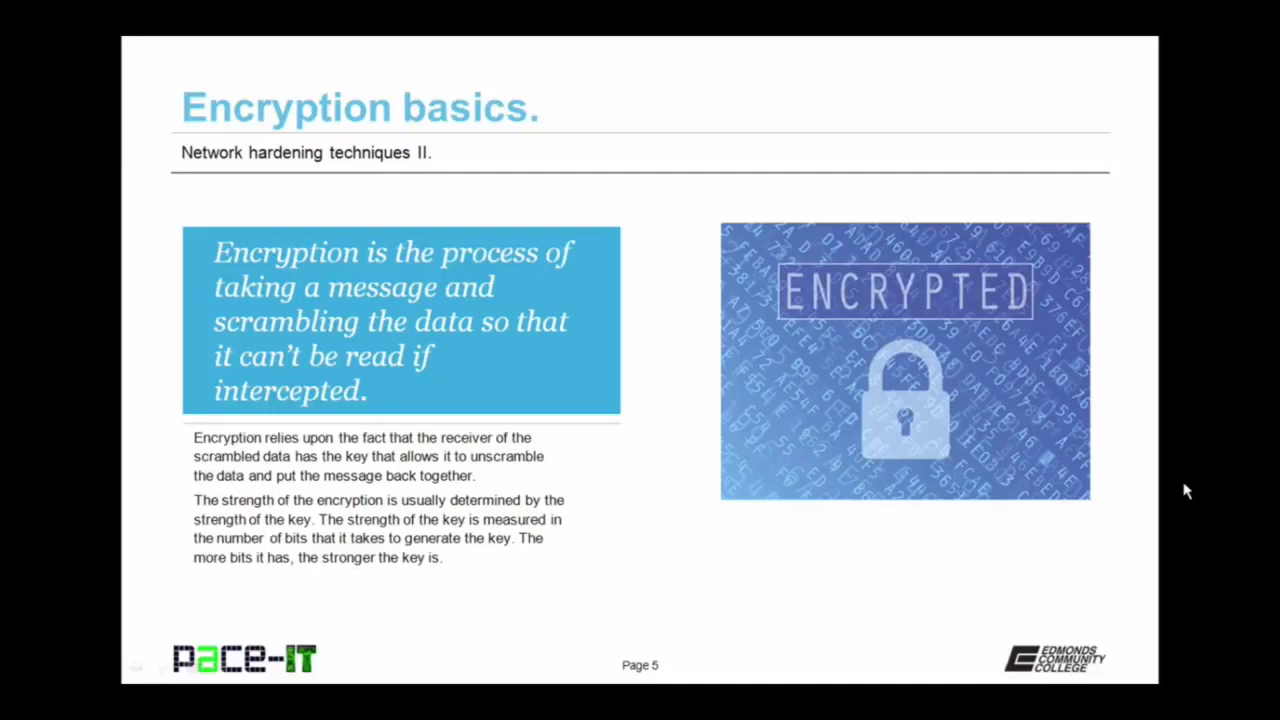 Encryption basics.
Network hardening techniques II.
Encryption is the process of
taking a message and
scrambling the data so that
it can't be read if
intercepted.
Encryption relies upon the fact that the receiver of the
scrambled data has the key that allows it to unscramble
the data and put the message back together.
The strength of the encryption is usually determined by the
strength of the key. The strength of the key is measured in
the number of bits that it takes to generate the key. The
more bits it has, the stronger the key is.
ENCRYPTED
pace-IT
Page 5
EDMONDS
COMMUNITY
COLLEGE